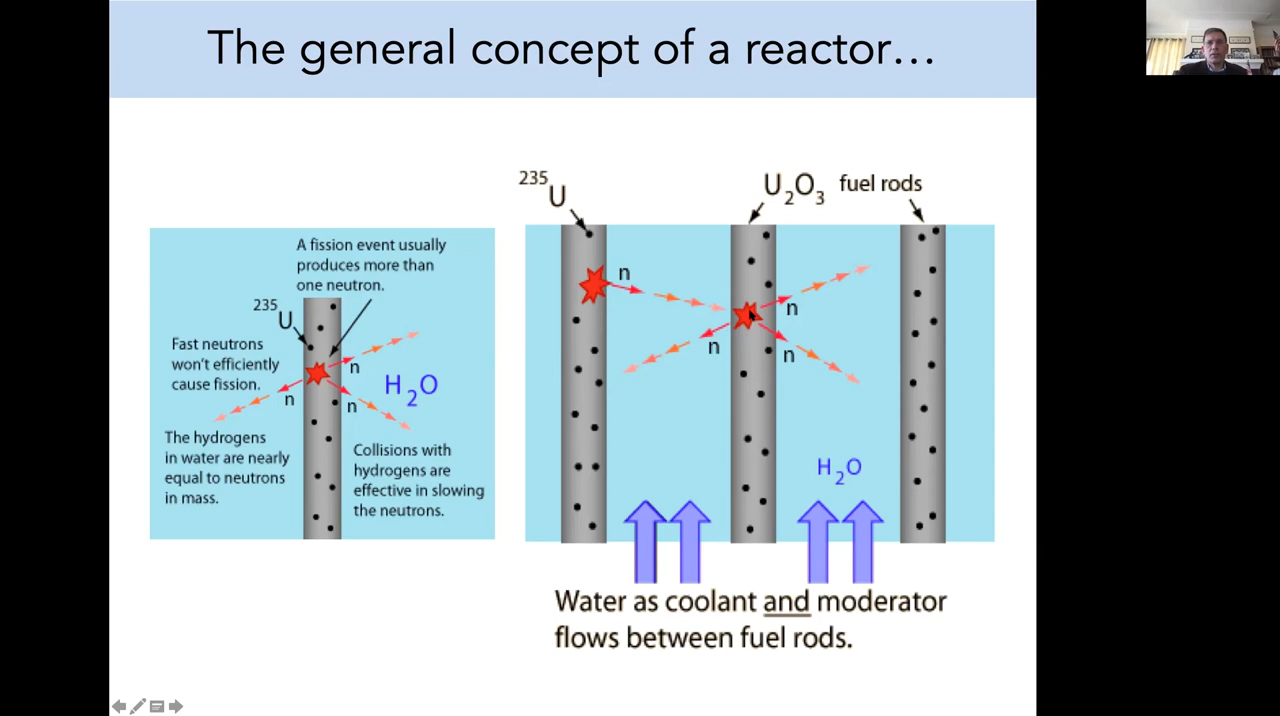 The general concept of a reactor…
A fission event usually
produces more than
one neutron.
235U
Fast neutrons
won't efficiently
cause fission.
n
n
n
H2O
The hydrogens
in water are nearly
equal to neutrons
in mass.
Collisions with
hydrogens are
effective in slowing
the neutrons.
235U
U2O3 fuel rods
n
n
n
n
H2O
Water as coolant and moderator
flows between fuel rods.